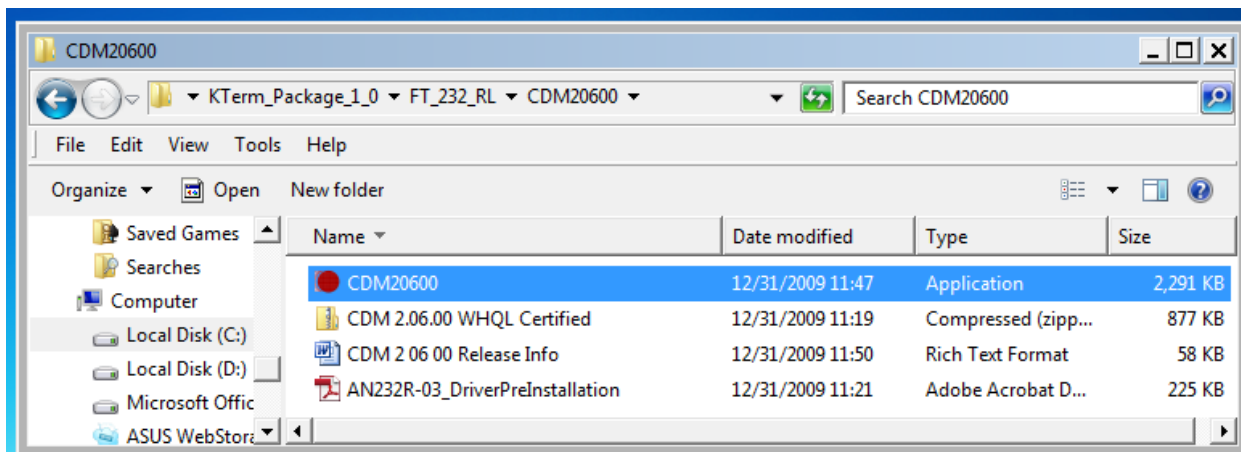 CDM20600
KTerm_Package_1_0 FT_232_RL CDM20600 Search CDM20600
File Edit View Tools Help
Organize Open New folder
Saved Games
Searches
Computer
Local Disk (C:)
Local Disk (D:)
Microsoft Offic
ASUS WebStora
Name Date modified Type Size
CDM20600 12/31/2009 11:47 Application 2,291 KB
CDM 2.06.00 WHQL Certified 12/31/2009 11:19 Compressed (zipp... 877 KB
CDM 2 06 00 Release Info 12/31/2009 11:50 Rich Text Format 58 KB
AN232R-03_DriverPreInstallation 12/31/2009 11:21 Adobe Acrobat D... 225 KB